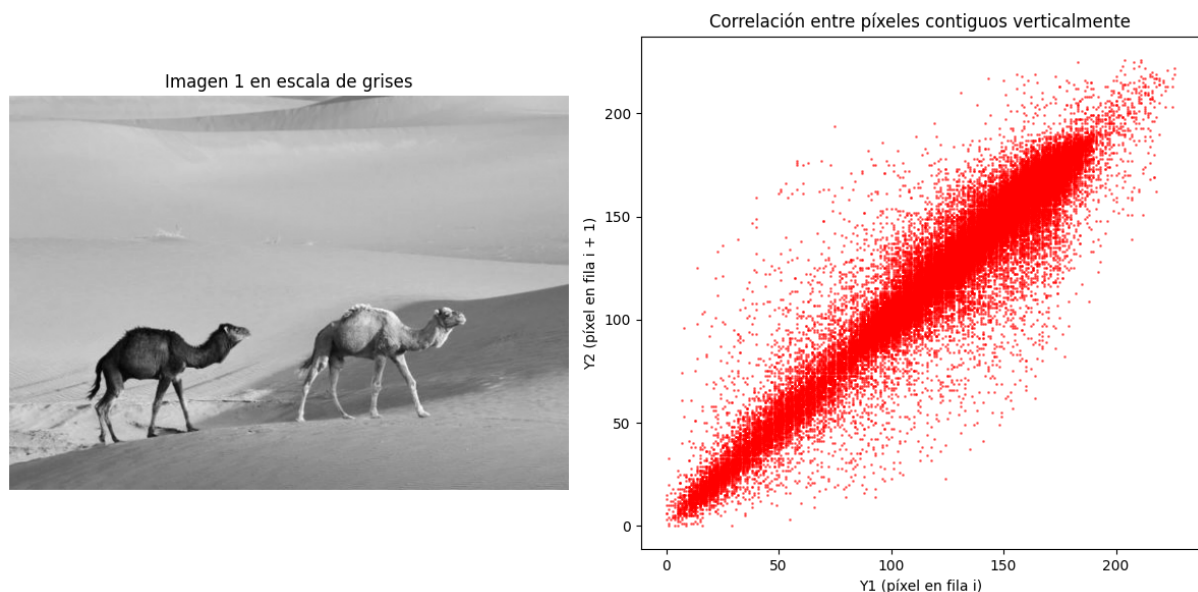 Imagen 1 en escala de grises
Correlación entre píxeles contiguos verticalmente
Y2 (píxel en fila i + 1)
200
150
100
50
0
0 50 100 150 200
Y1 (píxel en fila i)